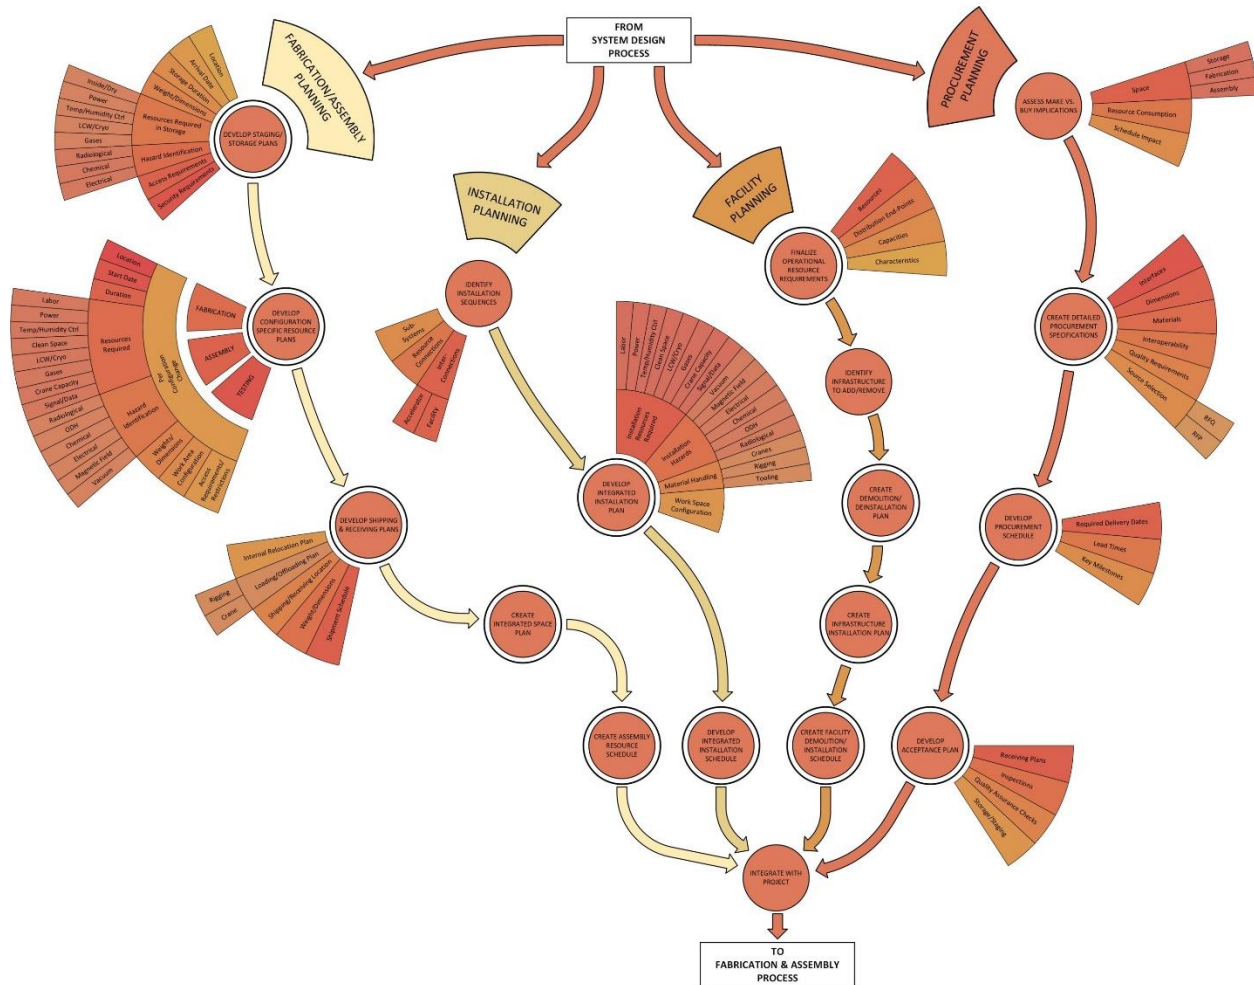 FROM
SYSTEM DESIGN
PROCESS
FABRICATION/ASSEMBLY
PLANNING
INSTALLATION
PLANNING
FACILITY
PLANNING
PROCUREMENT
PLANNING
Location
Arrival Date
Storage Duration
Weight/Dimensions
Resources Required
in Storage
Hazard Identification
Access Requirements
Security Requirements
Inside/Dry
Power
Temp/Humidity Ctrl
LCW/Cryo
Gases
Radiological
Chemical
Electrical
DEVELOP STAGING/
STORAGE PLANS
Location
Start Date
Duration
Resources
Required
Hazard
Identification
Weights/
Dimensions
Work Area
Configuration
Access
Requirements/
Restrictions
Per
Configuration
Change
FABRICATION
ASSEMBLY
TESTING
Labor
Power
Temp/Humidity Ctrl
Clean Space
LCW/Cryo
Gases
Crane Capacity
Signal/Data
Radiological
ODH
Chemical
Electrical
Magnetic Field
Vacuum
DEVELOP
CONFIGURATION
SPECIFIC RESOURCE
PLANS
DEVELOP SHIPPING
& RECEIVING PLANS
Internal Relocation Plan
Loading/Offloading Plan
Shipping/Receiving Location
Weight/Dimensions
Shipment Schedule
Rigging
Crane
CREATE
INTEGRATED SPACE
PLAN
CREATE ASSEMBLY
RESOURCE
SCHEDULE
IDENTIFY
INSTALLATION
SEQUENCES
Sub-
Systems
Resource
Connections
Inter-
Connections
Accelerator
Facility
DEVELOP
INTEGRATED
INSTALLATION
PLAN
Installation
Resources
Required
Installation
Hazards
Material Handling
Work Space
Configuration
Labor
Power
Temp/Humidity Ctrl
Clean Space
LCW/Cryo
Gases
Crane Capacity
Signal/Data
Vacuum
Magnetic Field
Electrical
Chemical
ODH
Radiological
Cranes
Rigging
Tooling
DEVELOP
INTEGRATED
INSTALLATION
SCHEDULE
FINALIZE
OPERATIONAL
RESOURCE
REQUIREMENTS
Resources
Distribution End-Points
Capacities
Characteristics
IDENTIFY
INFRASTRUCTURE
TO ADD/REMOVE
CREATE
DEMOLITION/
DEINSTALLATION
PLAN
CREATE
INFRASTRUCTURE
INSTALLATION PLAN
CREATE FACILITY
DEMOLITION/
INSTALLATION
SCHEDULE
ASSESS MAKE VS.
BUY IMPLICATIONS
Space
Resource Consumption
Schedule Impact
Storage
Fabrication
Assembly
CREATE DETAILED
PROCUREMENT
SPECIFICATIONS
Interfaces
Dimensions
Materials
Interoperability
Quality Requirements
Source Selection
RFQ
RFP
DEVELOP
PROCUREMENT
SCHEDULE
Required Delivery Dates
Lead Times
Key Milestones
DEVELOP
ACCEPTANCE PLAN
Receiving Plans
Inspections
Quality Assurance Checks
Storage/Staging
INTEGRATE WITH
PROJECT
TO
FABRICATION & ASSEMBLY
PROCESS